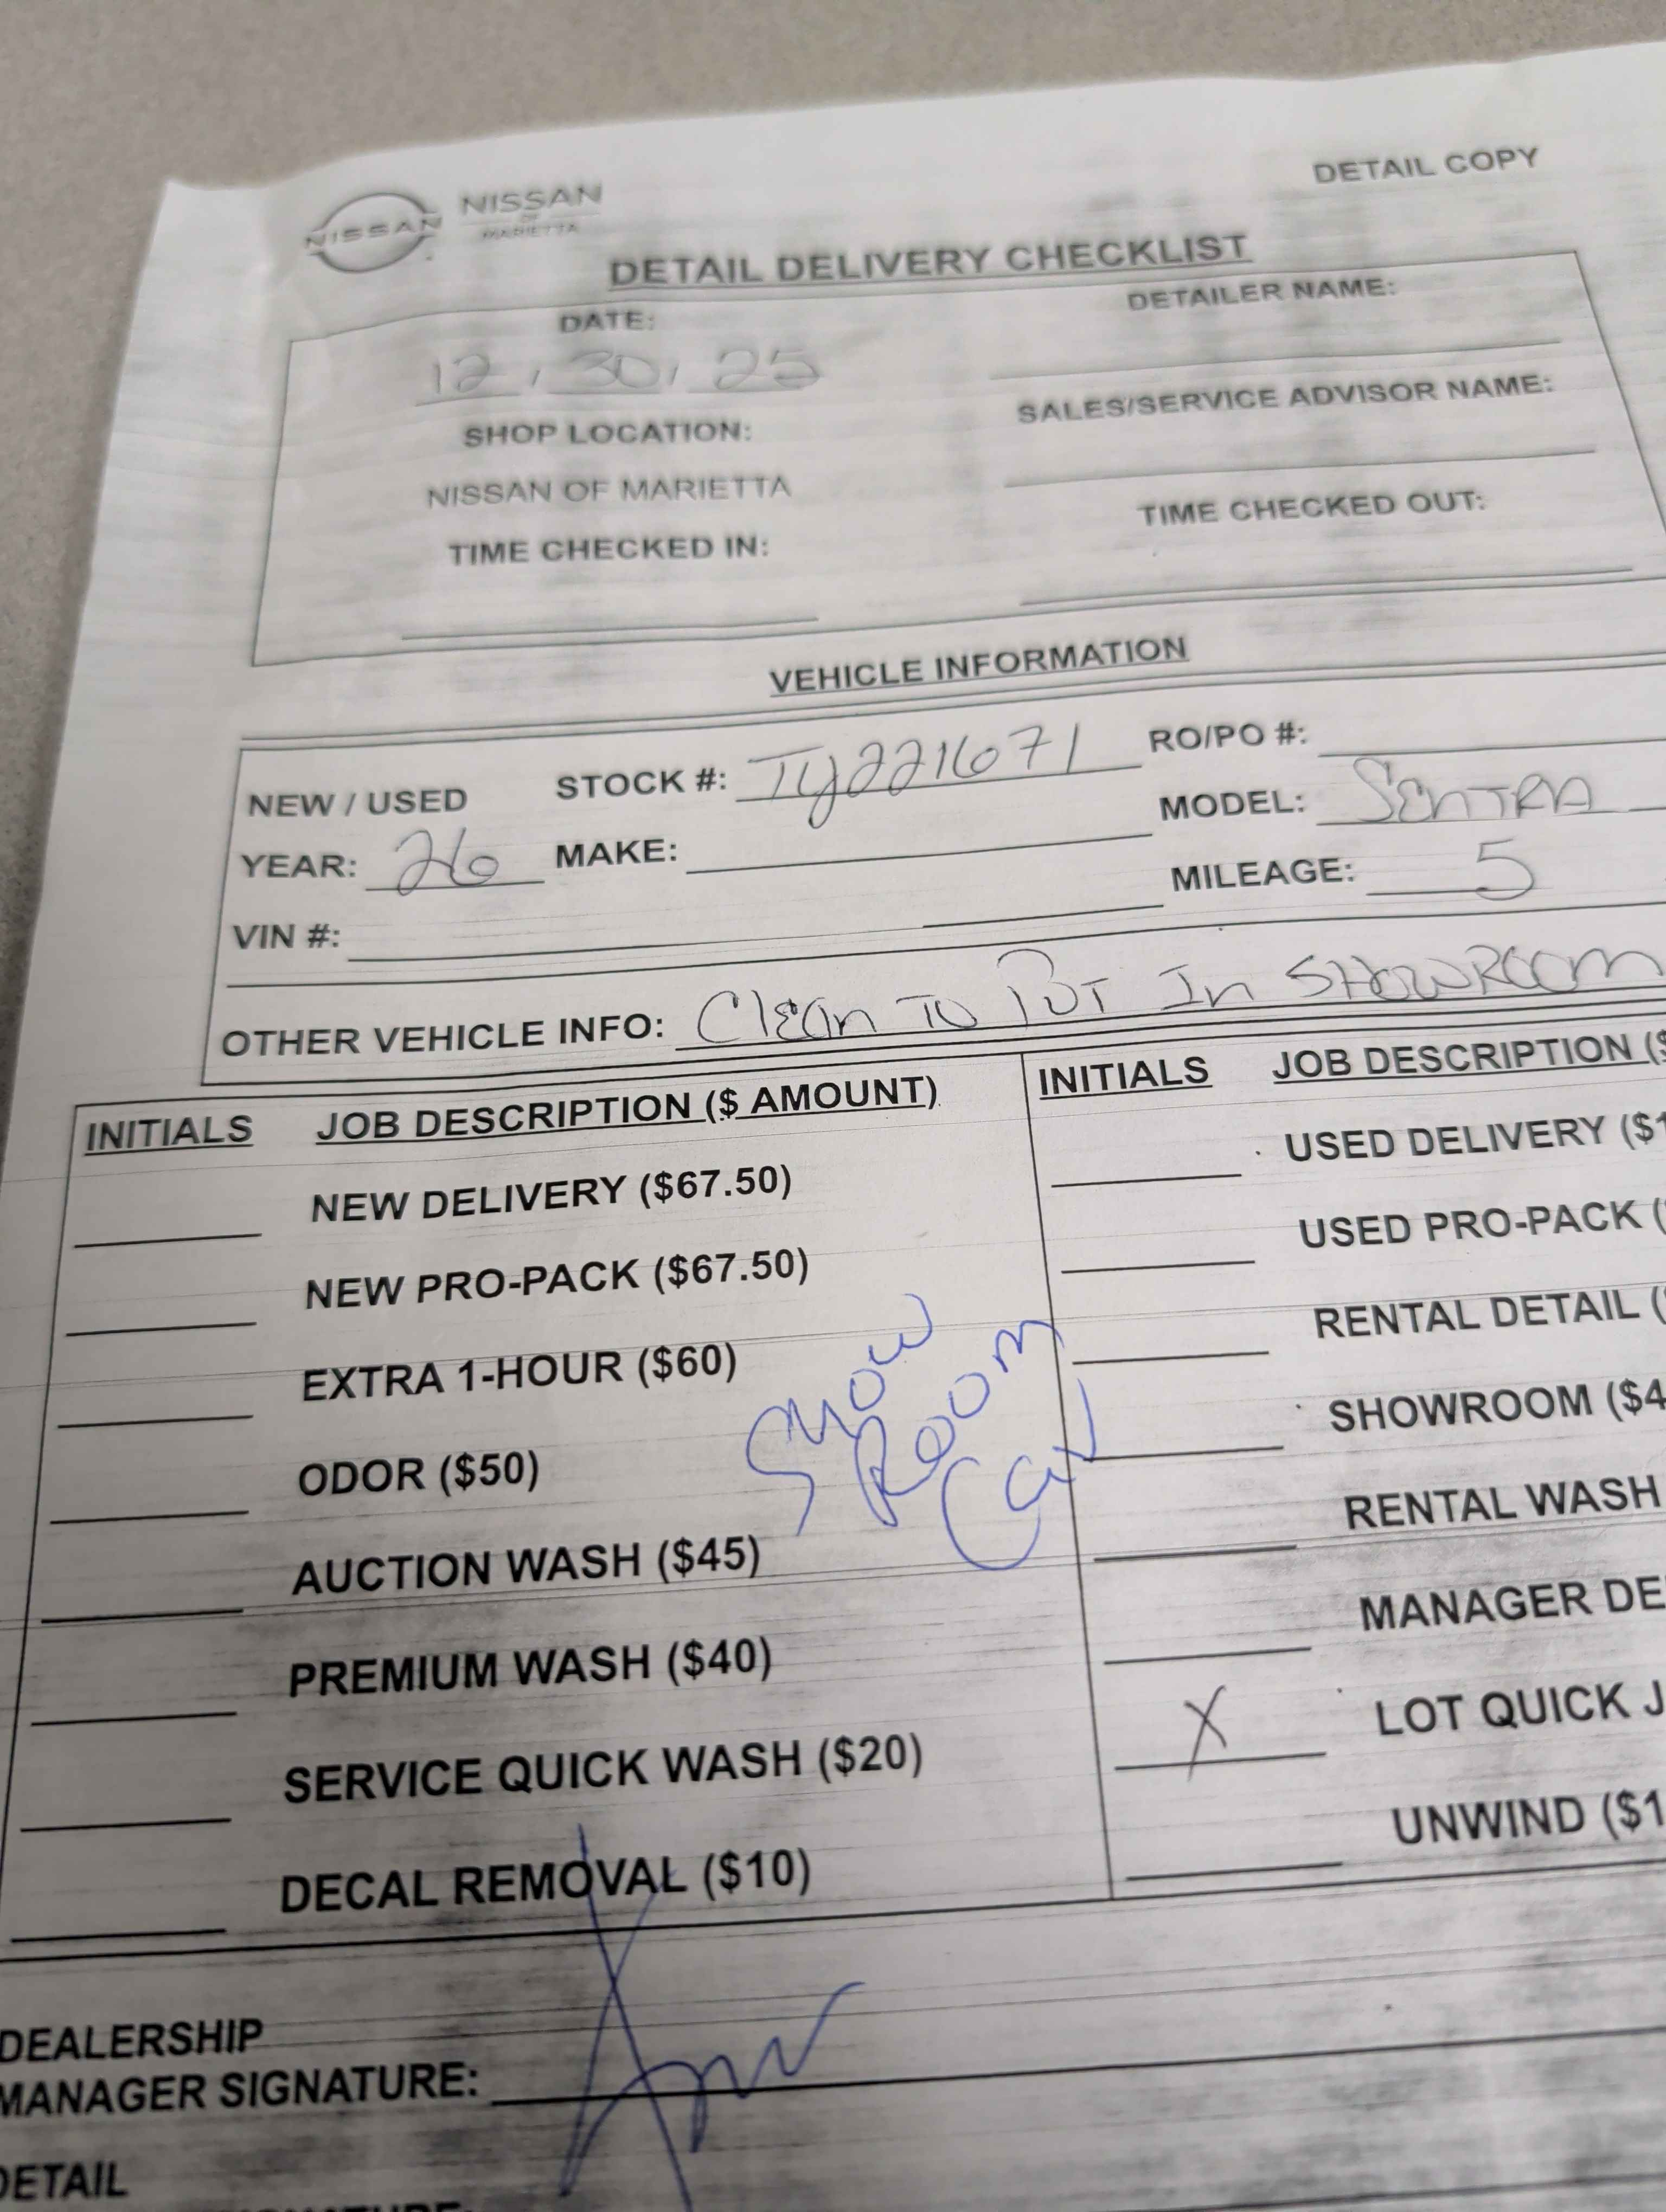 DETAIL COPY
NISSAN
NISSAN
OF
MARIETTA
DETAIL DELIVERY CHECKLIST
DATE:
12, 30, 25
DETAILER NAME:
SHOP LOCATION:
NISSAN OF MARIETTA
SALES/SERVICE ADVISOR NAME:
TIME CHECKED IN:
TIME CHECKED OUT:
VEHICLE INFORMATION
NEW / USED STOCK #: Ty221671 RO/PO #:
YEAR: 26 MAKE: MODEL: SENTRA
VIN #: MILEAGE: 5
OTHER VEHICLE INFO: Clean To PUT In SHOWROOM
INITIALS JOB DESCRIPTION ($ AMOUNT)
NEW DELIVERY ($67.50)
NEW PRO-PACK ($67.50)
EXTRA 1-HOUR ($60)
ODOR ($50)
AUCTION WASH ($45)
PREMIUM WASH ($40)
SERVICE QUICK WASH ($20)
DECAL REMOVAL ($10)
Show
Room
Car
INITIALS JOB DESCRIPTION ($
USED DELIVERY ($1
USED PRO-PACK (
RENTAL DETAIL (
SHOWROOM ($4
RENTAL WASH
MANAGER DE
X LOT QUICK J
UNWIND ($1
DEALERSHIP
MANAGER SIGNATURE:
DETAIL